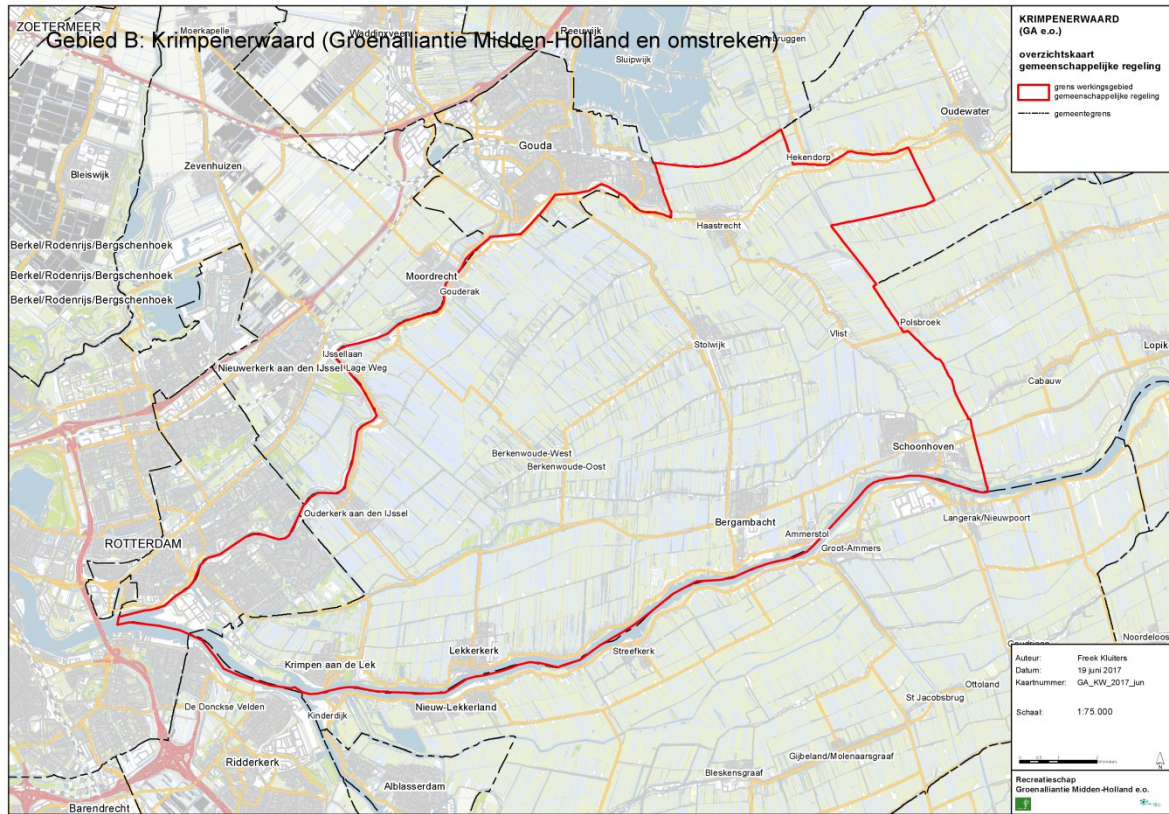 Gebied B: Krimpenerwaard (Groenalliantie Midden-Holland en omstreken)
ZOETERMEER
Moerkapelle
Waddinxveen
Reeuwijk
Sluipwijk
Oudewater
Gouda
Hekendorp
Zevenhuizen
Bleiswijk
Haastrecht
Berkel/Rodenrijs/Bergschenhoek
Moordrecht
Berkel/Rodenrijs/Bergschenhoek
Gouderak
Berkel/Rodenrijs/Bergschenhoek
Polsbroek
Vlist
Stolwijk
Lopik
IJssellaan
Nieuwerkerk aan den IJssel
Lage Weg
Cabauw
Schoonhoven
Berkenwoude-West
Berkenwoude-Oost
Ouderkerk aan den IJssel
Langerak/Nieuwpoort
Bergambacht
Ammerstol
ROTTERDAM
Groot-Ammers
Noordeloos
Lekkerkerk
Streefkerk
Krimpen aan de Lek
Ottoland
St Jacobsbrug
De Donckse Velden
Nieuw-Lekkerland
Kinderdijk
Gijbeland/Molenaarsgraaf
Ridderkerk
Bleskensgraaf
Alblasserdam
Barendrecht
KRIMPENERWAARD
(GA e.o.)
overzichtskaart
gemeenschappelijke regeling
grens werkingsgebied
gemeenschappelijke regeling
gemeentegrens
Auteur: Freek Kluiters
Datum: 19 juni 2017
Kaartnummer: GA_KW_2017_jun
Schaal: 1:75.000
N
Recreatieschap
Groenalliantie Midden-Holland e.o.